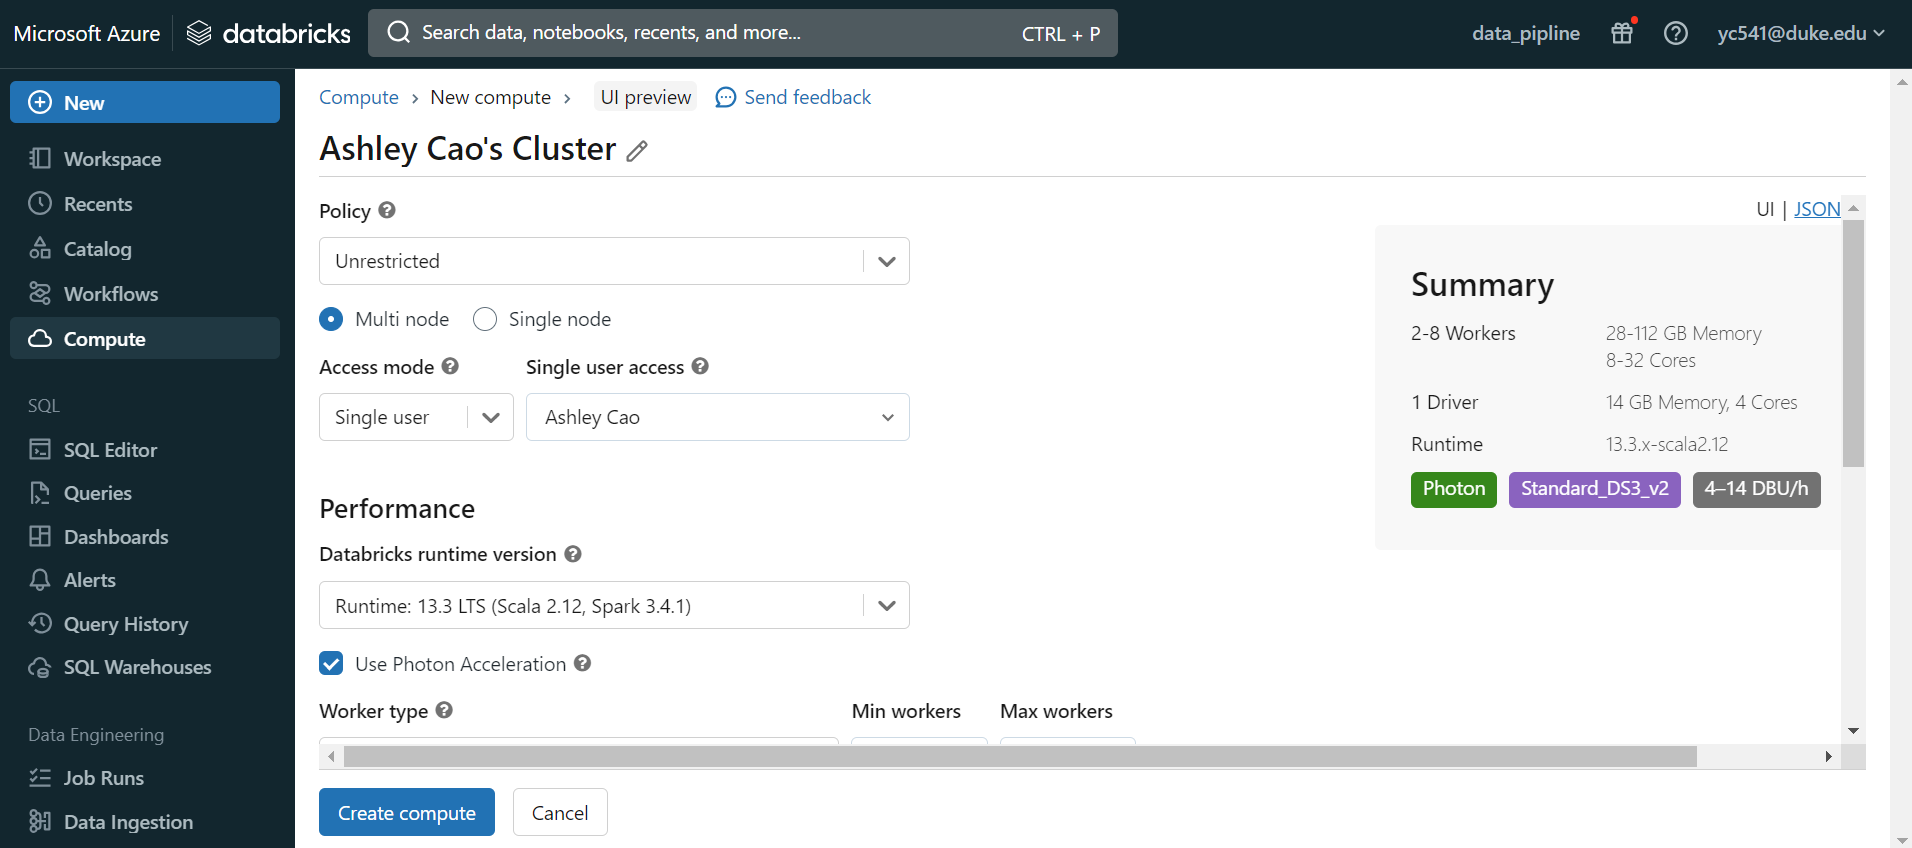 Microsoft Azure databricks Search data, notebooks, recents, and more... CTRL + P data_pipline yc541@duke.edu
New
Workspace
Recents
Catalog
Workflows
Compute
SQL
SQL Editor
Queries
Dashboards
Alerts
Query History
SQL Warehouses
Data Engineering
Job Runs
Data Ingestion
Compute › New compute › UI preview Send feedback
Ashley Cao's Cluster
Policy
Unrestricted
Multi node Single node
Access mode Single user access
Single user Ashley Cao
Performance
Databricks runtime version
Runtime: 13.3 LTS (Scala 2.12, Spark 3.4.1)
Use Photon Acceleration
Worker type Min workers Max workers
Create compute Cancel
UI | JSON
Summary
2-8 Workers 28-112 GB Memory
8-32 Cores
1 Driver 14 GB Memory, 4 Cores
Runtime 13.3.x-scala2.12
Photon Standard_DS3_v2 4–14 DBU/h